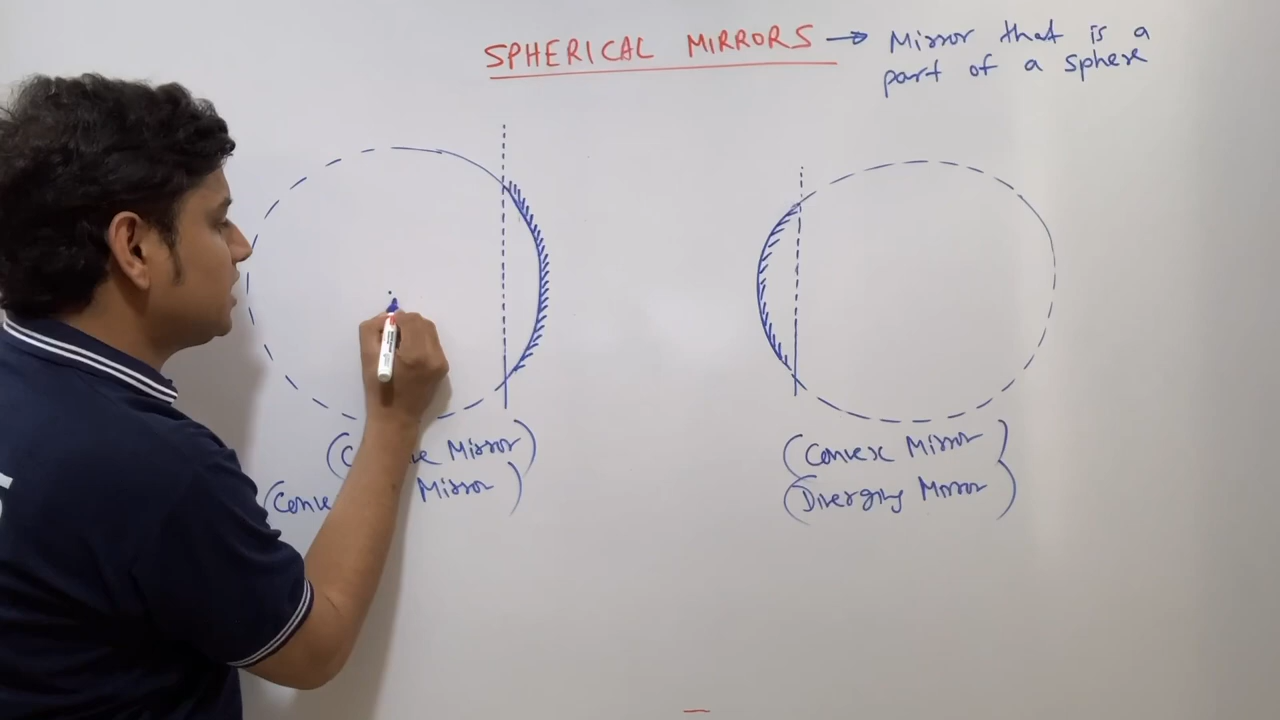 SPHERICAL MIRRORS → Mirror that is a
part of a sphere
Mirror)
Mirror)
(Convex Mirror)
(Diverging Mirror)